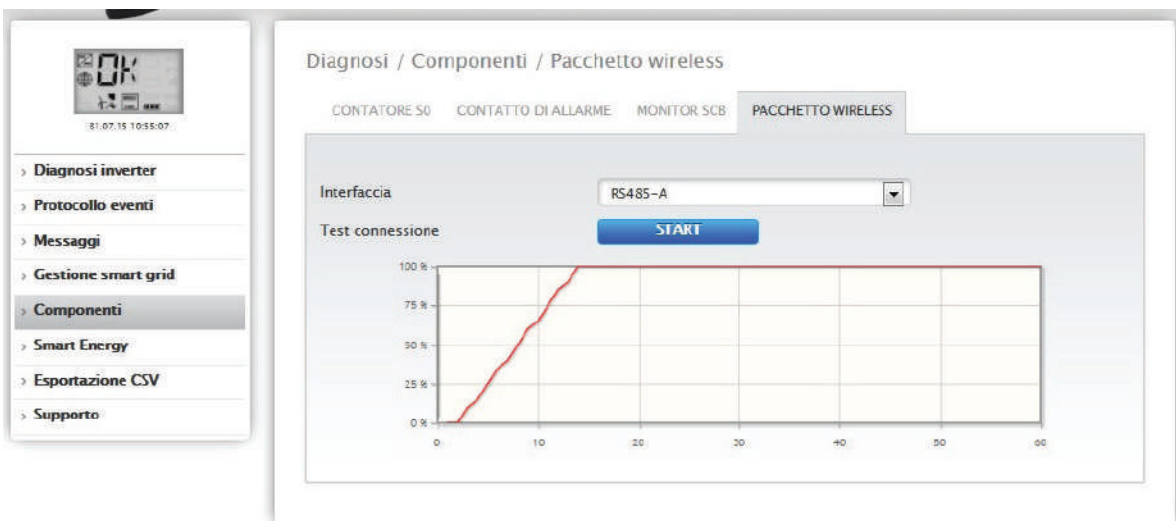 OK
31.07.15 10:55:07
Diagnosi inverter
Protocollo eventi
Messaggi
Gestione smart grid
Componenti
Smart Energy
Esportazione CSV
Supporto
Diagnosi / Componenti / Pacchetto wireless
CONTATORE S0 CONTATTO DI ALLARME MONITOR SCB PACCHETTO WIRELESS
Interfaccia RS485-A
Test connessione START
100 %
75 %
50 %
25 %
0 %
0 10 20 30 40 50 60